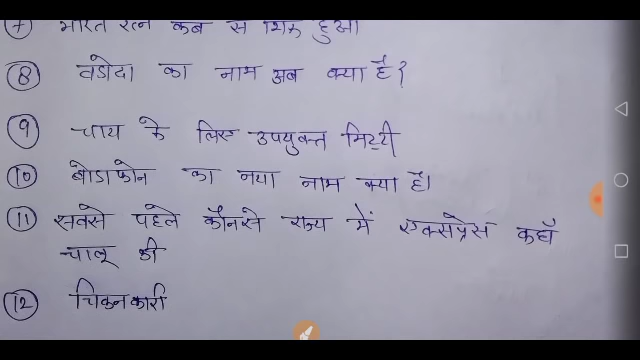 (7) भारत रत्न कब से शिरू हुआ
(8) वडोदा का नाम अब क्या है?
(9) चाय के लिए उपयुक्त मिट्टी
(10) बोडाफोन का नया नाम क्या है।
(11) सबसे पहले कौनसे राज्य में एक्सप्रेस कहाँ
चालू की
(12) चिकनकारी